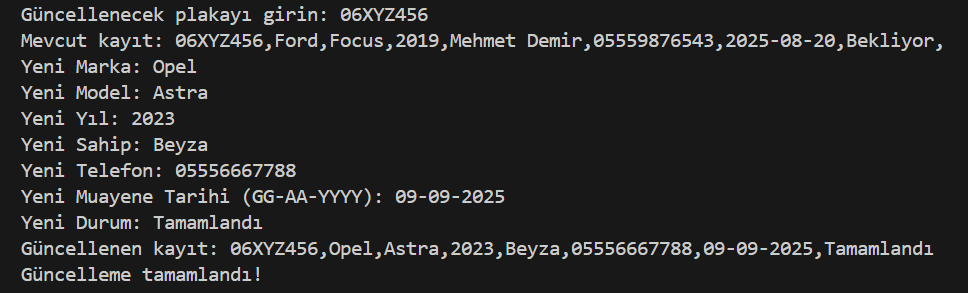 Güncellenecek plakayı girin: 06XYZ456
Mevcut kayıt: 06XYZ456,Ford,Focus,2019,Mehmet Demir,05559876543,2025-08-20,Bekliyor,
Yeni Marka: Opel
Yeni Model: Astra
Yeni Yıl: 2023
Yeni Sahip: Beyza
Yeni Telefon: 05556667788
Yeni Muayene Tarihi (GG-AA-YYYY): 09-09-2025
Yeni Durum: Tamamlandı
Güncellenen kayıt: 06XYZ456,Opel,Astra,2023,Beyza,05556667788,09-09-2025,Tamamlandı
Güncelleme tamamlandı!